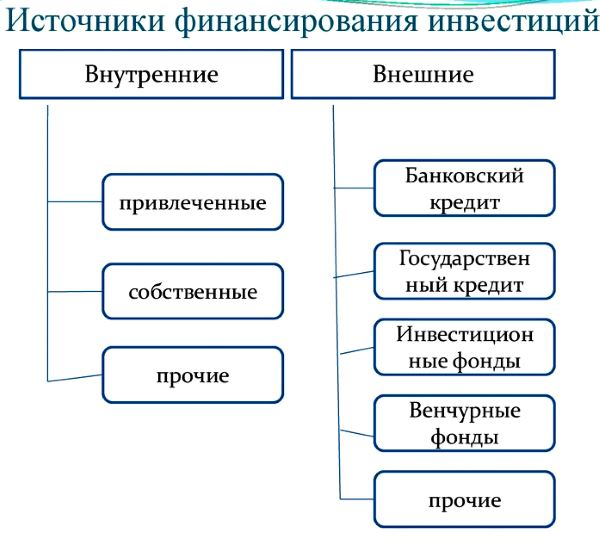 Источники финансирования инвестиций
Внутренние
Внешние
привлеченные
собственные
прочие
Банковский
кредит
Государствен
ный кредит
Инвестицион
ные фонды
Венчурные
фонды
прочие